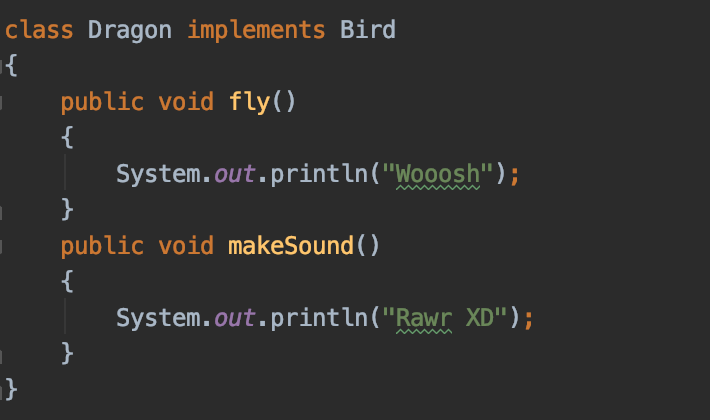 class Dragon implements Bird
{
    public void fly()
    {
        System.out.println("Wooosh");
    }
    public void makeSound()
    {
        System.out.println("Rawr XD");
    }
}